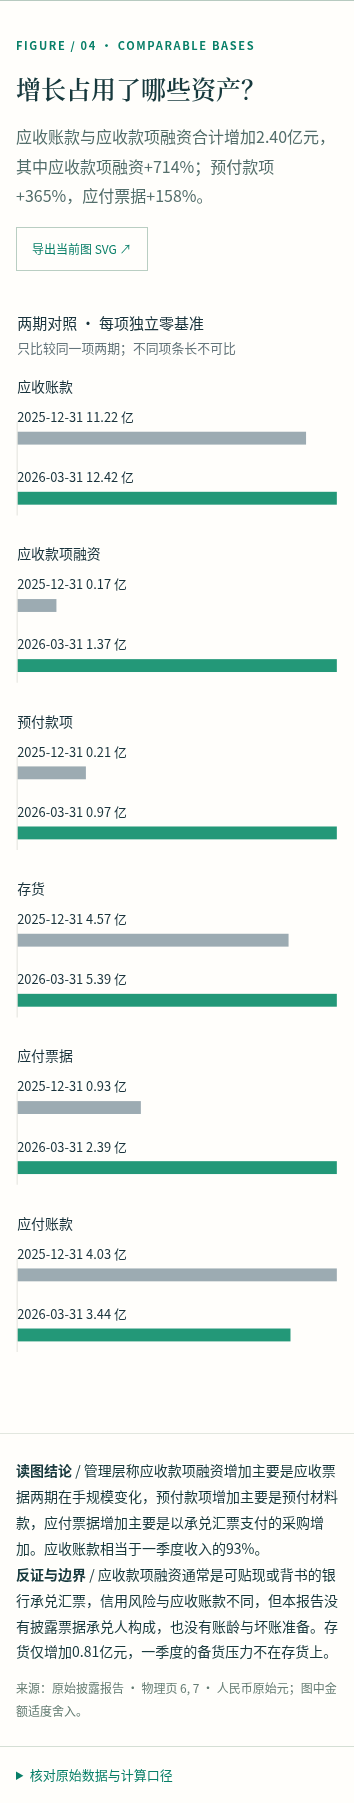 FIGURE / 04 · COMPARABLE BASES
增长占用了哪些资产？
应收账款与应收款项融资合计增加2.40亿元，
其中应收款项融资+714%；预付款项
+365%，应付票据+158%。
导出当前图 SVG ↗
两期对照 · 每项独立零基准
只比较同一项两期；不同项条长不可比
应收账款
2025-12-31 11.22 亿
2026-03-31 12.42 亿
应收款项融资
2025-12-31 0.17 亿
2026-03-31 1.37 亿
预付款项
2025-12-31 0.21 亿
2026-03-31 0.97 亿
存货
2025-12-31 4.57 亿
2026-03-31 5.39 亿
应付票据
2025-12-31 0.93 亿
2026-03-31 2.39 亿
应付账款
2025-12-31 4.03 亿
2026-03-31 3.44 亿
读图结论 / 管理层称应收款项融资增加主要是应收票
据两期在手规模变化，预付款项增加主要是预付材料
款，应付票据增加主要是以承兑汇票支付的采购增
加。应收账款相当于一季度收入的93%。
反证与边界 / 应收款项融资通常是可贴现或背书的银
行承兑汇票，信用风险与应收账款不同，但本报告没
有披露票据承兑人构成，也没有账龄与坏账准备。存
货仅增加0.81亿元，一季度的备货压力不在存货上。
来源：原始披露报告 · 物理页 6, 7 · 人民币原始元；图中金
额适度舍入。
▶ 核对原始数据与计算口径